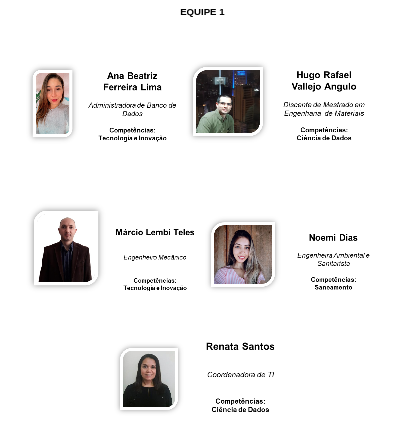 EQUIPE 1
Ana Beatriz
Ferreira Lima
Administradora de Banco de
Dados
Competências:
Tecnologia e Inovação
Hugo Rafael
Vallejo Angulo
Discente de Mestrado em
Engenharia de Materiais
Competências:
Ciência de Dados
Márcio Lembi Teles
Engenheiro Mecânico
Competências:
Tecnologia e Inovação
Noemi Dias
Engenheira Ambiental e
Sanitarista
Competências:
Saneamento
Renata Santos
Coordenadora de TI
Competências:
Ciência de Dados